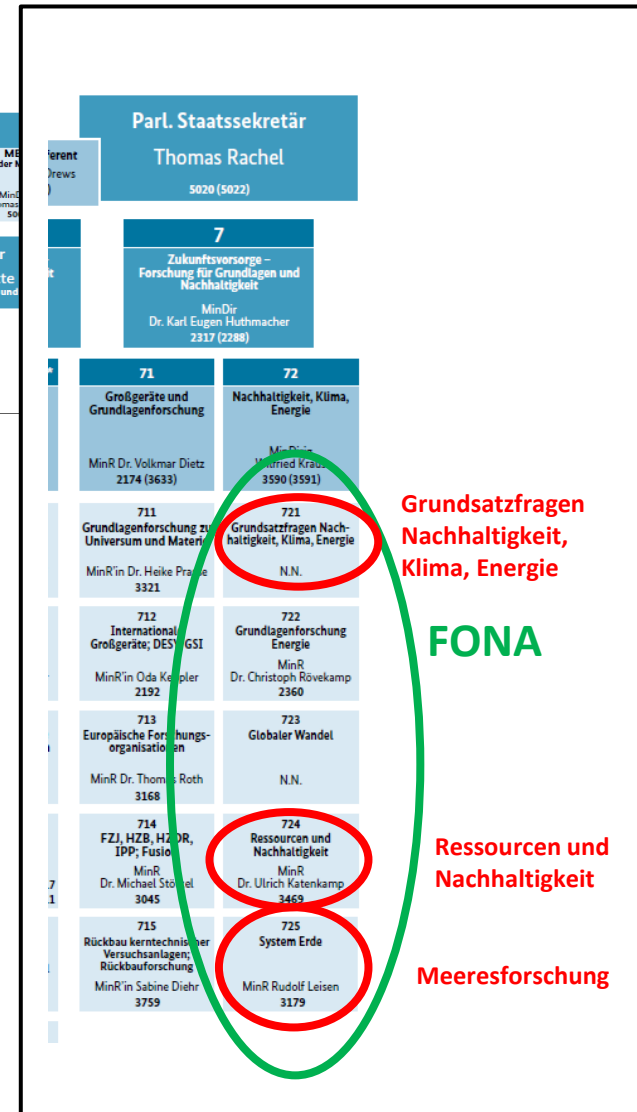 Parl. Staatssekretär
Thomas Rachel
5020 (5022)
7
Zukunftsvorsorge –
Forschung für Grundlagen und
Nachhaltigkeit
MinDir
Dr. Karl Eugen Huthmacher
2317 (2288)
71
Großgeräte und
Grundlagenforschung
MinR Dr. Volkmar Dietz
2174 (3633)
72
Nachhaltigkeit, Klima,
Energie
Wilfried
3590 (3591)
711
Grundlagenforschung zu
Universum und Materie
MinR'in Dr. Heike
3321
721
Grundsatzfragen Nach-
haltigkeit, Klima, Energie
N.N.
Grundsatzfragen
Nachhaltigkeit,
Klima, Energie
712
Großgeräte; DESY, GSI
MinR'in Oda
2192
722
Grundlagenforschung
Energie
MinR
Dr. Christoph Rövekamp
2360
FONA
713
Europäische Forschungs-
organisationen
MinR Dr. Thomas Roth
3168
723
Globaler Wandel
N.N.
714
FZJ, HZB, HZDR,
IPP; Fusion
MinR
Dr. Michael
3045
724
Ressourcen und
Nachhaltigkeit
MinR
Dr. Ulrich Katenkamp
3469
Ressourcen und
Nachhaltigkeit
715
Rückbau kerntechnischer
Versuchsanlagen;
Rückbauforschung
MinR'in Sabine Diehr
3759
725
System Erde
MinR Rudolf Leisen
3179
Meeresforschung